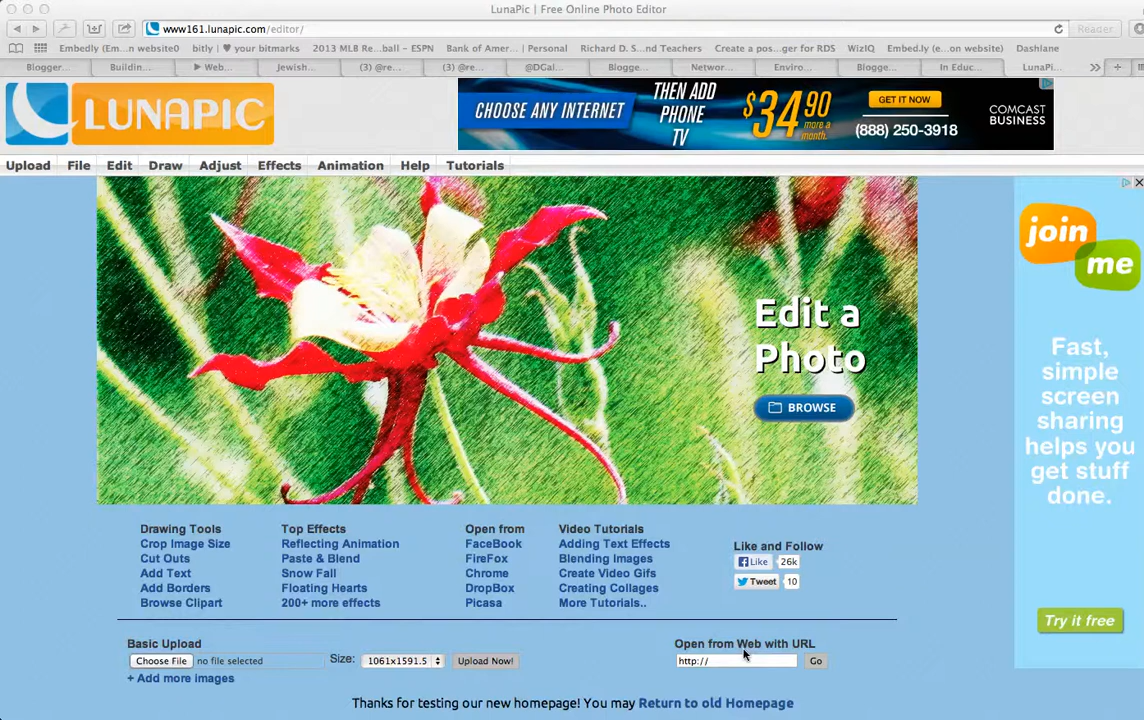 LunaPic | Free Online Photo Editor
www161.lunapic.com/editor/
Reader
Embedly (Em...n website0 bitly | ♥ your bitmarks 2013 MLB Re...ball - ESPN Bank of Amer... | Personal Richard D. S...nd Teachers Create a pos...ger for RDS WizIQ Embed.ly (e...on website) Dashlane
Blogger... Buildin... ▶ Web... Jewish... (3) @re... (3) @re... @DGal... Blogge... Networ... Enviro... Blogge... In Educ... LunaPi...
LUNAPIC
CHOOSE ANY INTERNET
THEN ADD
PHONE
TV
$34.90
more a
month.
GET IT NOW
(888) 250-3918
COMCAST
BUSINESS
Upload File Edit Draw Adjust Effects Animation Help Tutorials
Edit a
Photo
BROWSE
join
me
Fast,
simple
screen
sharing
helps you
get stuff
done.
Try it free
Drawing Tools
Crop Image Size
Cut Outs
Add Text
Add Borders
Browse Clipart
Top Effects
Reflecting Animation
Paste & Blend
Snow Fall
Floating Hearts
200+ more effects
Open from
FaceBook
FireFox
Chrome
DropBox
Picasa
Video Tutorials
Adding Text Effects
Blending Images
Create Video Gifs
Creating Collages
More Tutorials..
Like and Follow
Like 26k
Tweet 10
Basic Upload
Choose File no file selected Size: 1061x1591.5 Upload Now!
+ Add more images
Open from Web with URL
http:// Go
Thanks for testing our new homepage! You may Return to old Homepage